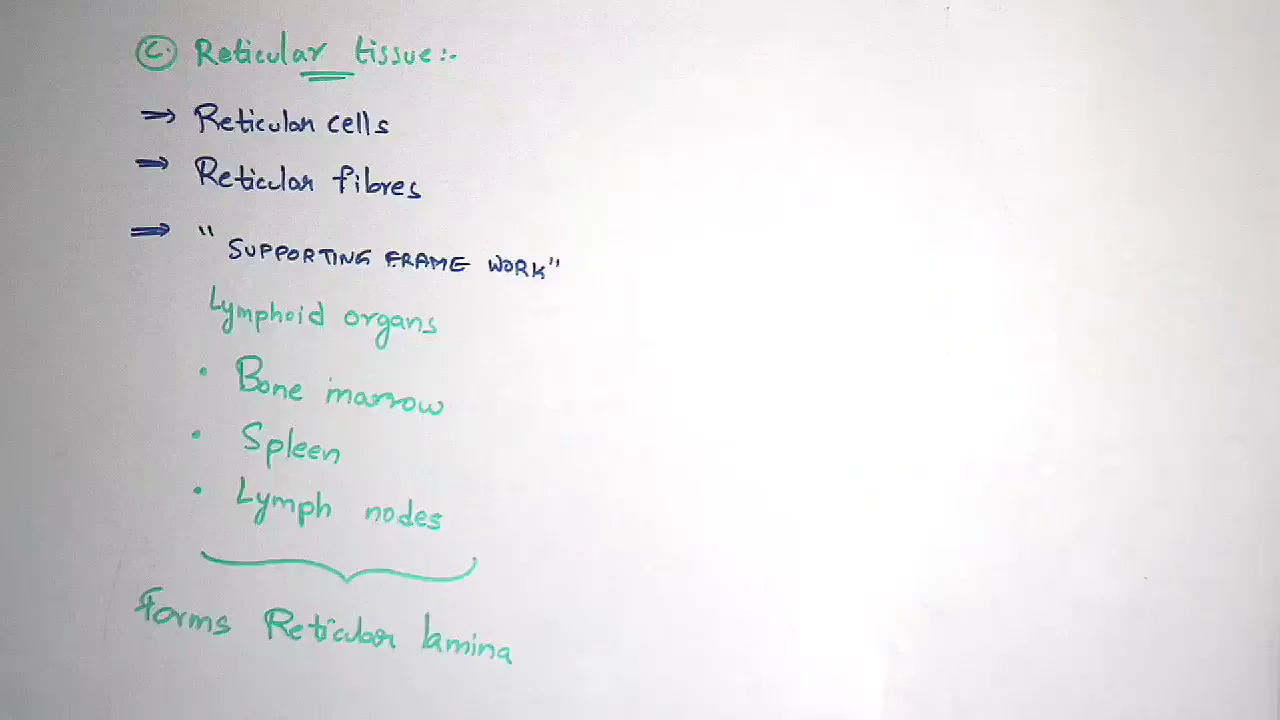 C. Reticular tissue:-
⇒ Reticular cells
⇒ Reticular fibres
⇒ "SUPPORTING FRAME WORK"
Lymphoid organs
• Bone marrow
• Spleen
• Lymph nodes
Forms Reticular lamina